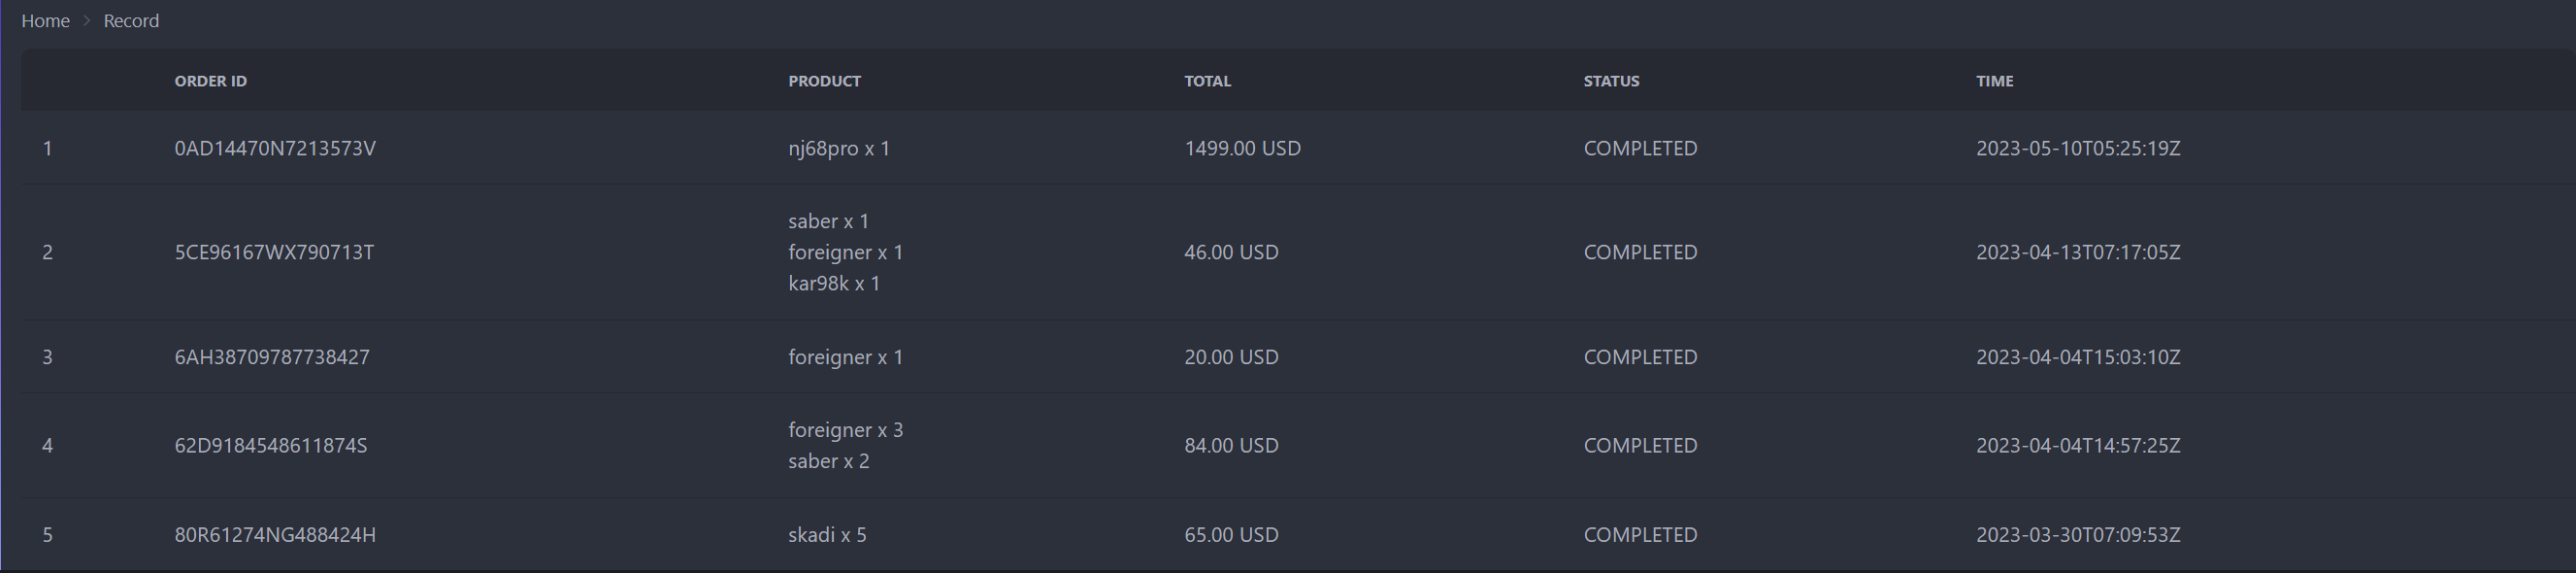 Home > Record
ORDER ID PRODUCT TOTAL STATUS TIME
1 0AD14470N7213573V nj68pro x 1 1499.00 USD COMPLETED 2023-05-10T05:25:19Z
saber x 1
2 5CE96167WX790713T foreigner x 1 46.00 USD COMPLETED 2023-04-13T07:17:05Z
kar98k x 1
3 6AH38709787738427 foreigner x 1 20.00 USD COMPLETED 2023-04-04T15:03:10Z
foreigner x 3
4 62D9184548611874S 84.00 USD COMPLETED 2023-04-04T14:57:25Z
saber x 2
5 80R61274NG488424H skadi x 5 65.00 USD COMPLETED 2023-03-30T07:09:53Z